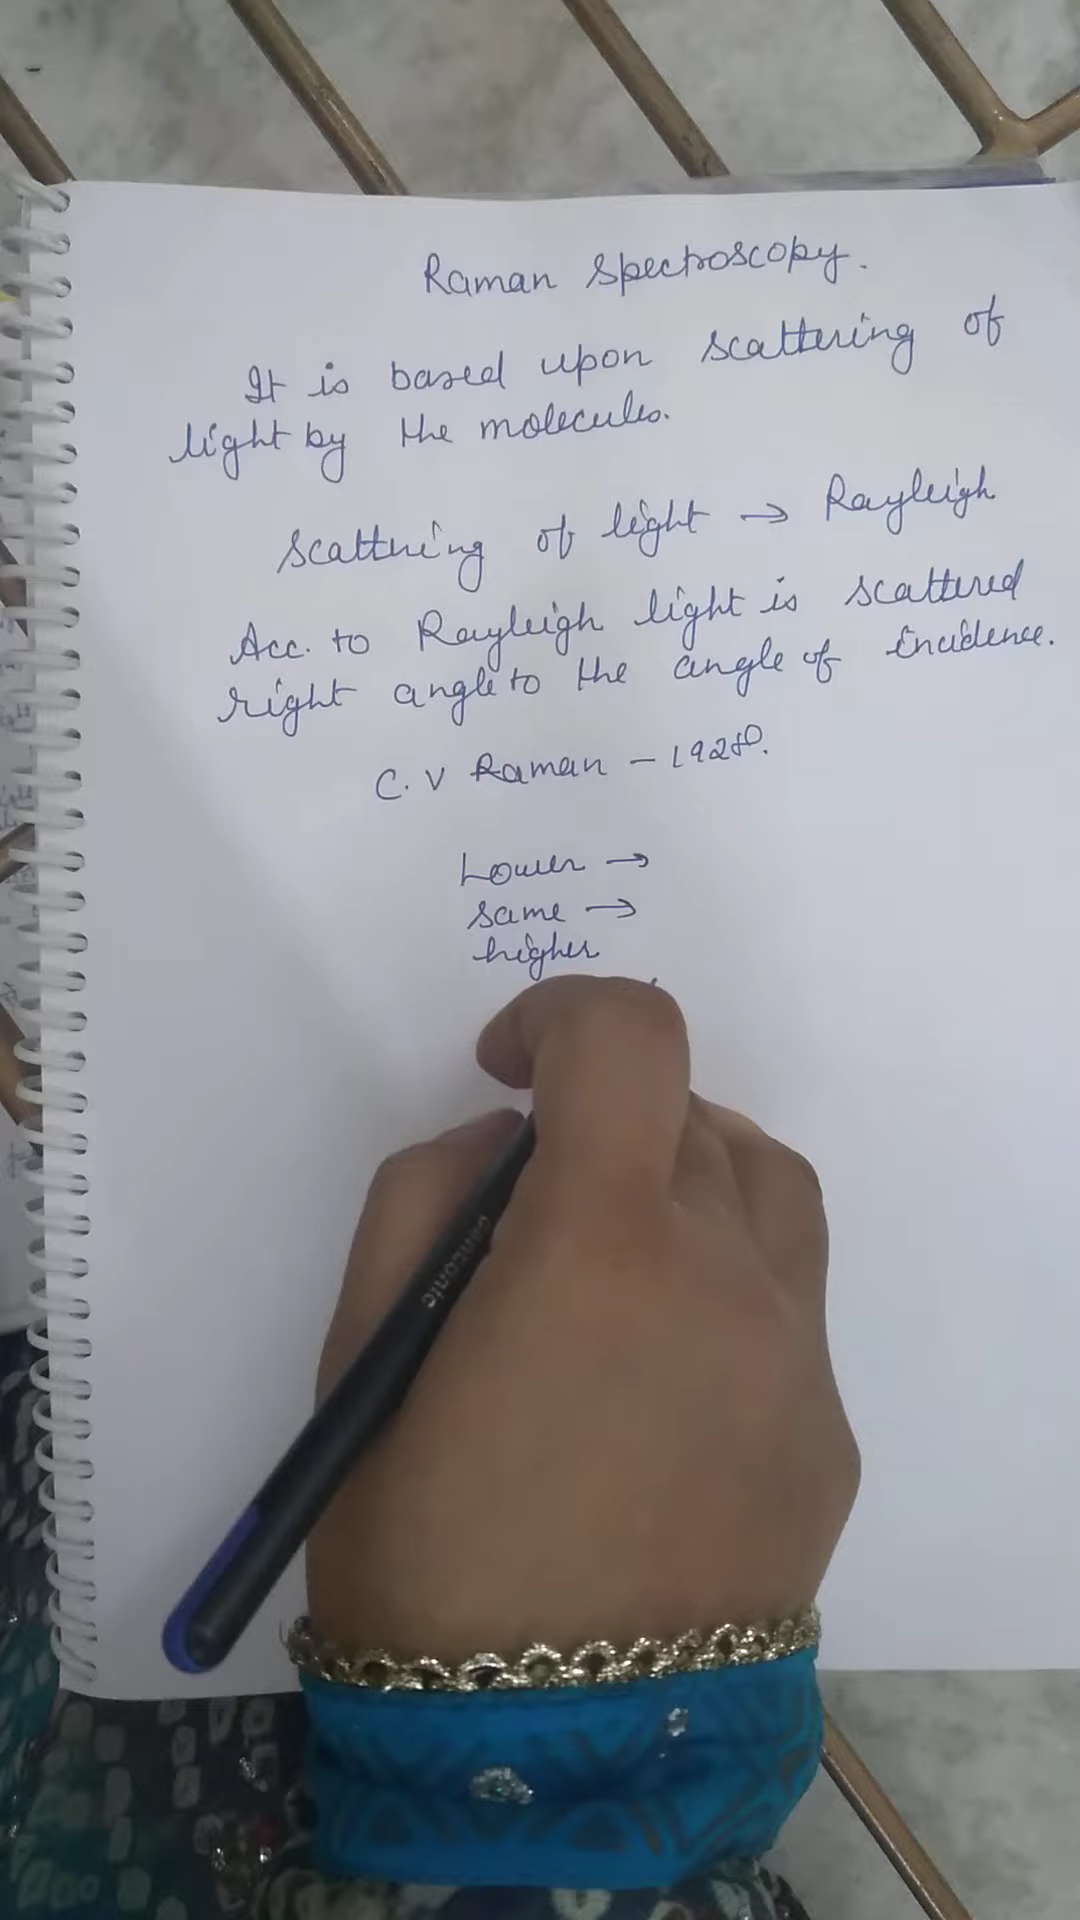 Raman Spectroscopy.
It is based upon scattering of
light by the molecules.
Scattering of light → Rayleigh
Acc. to Rayleigh light is scattered
right angle to the angle of incidence.
C. V Raman – 1928.
Lower →
same →
higher